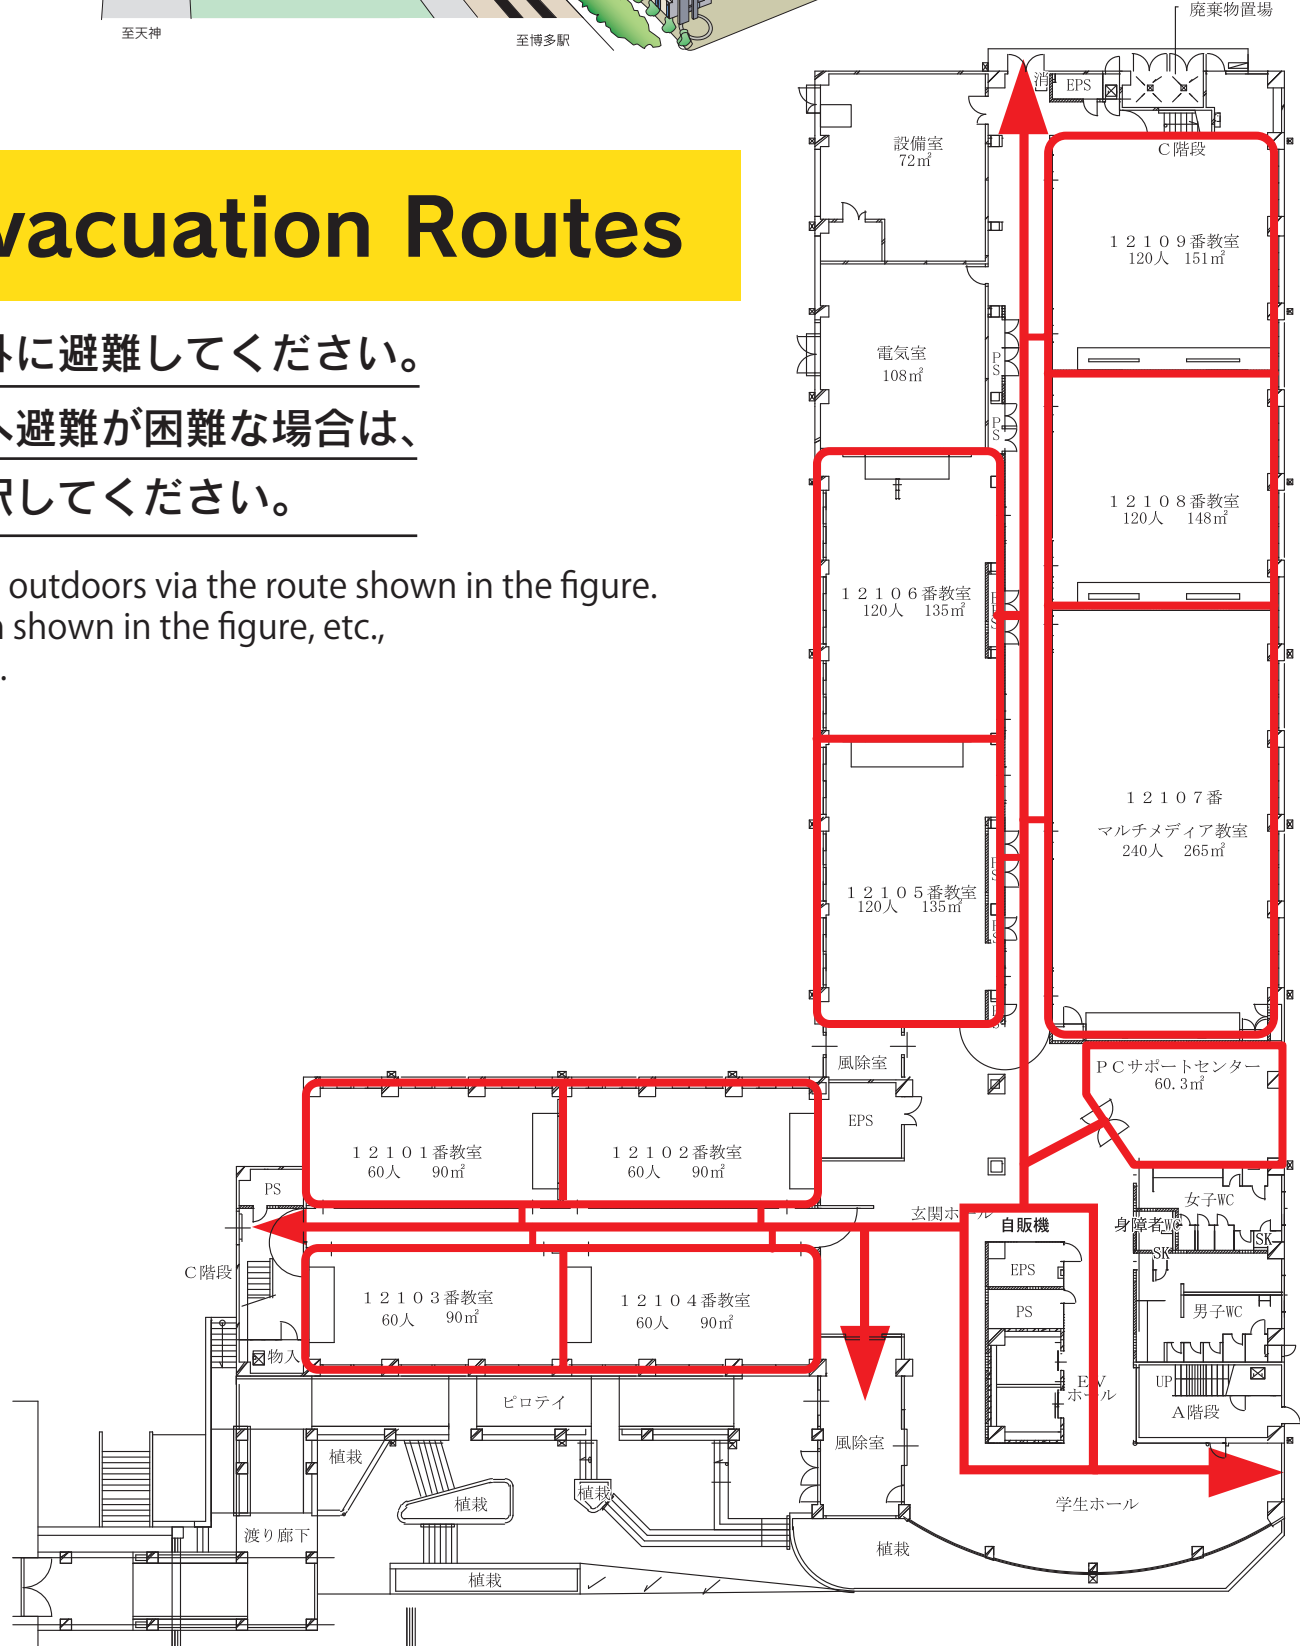 至天神
至博多駅
廃棄物置場
vacuation Routes
外に避難してください。
へ避難が困難な場合は、
択してください。
outdoors via the route shown in the figure.
shown in the figure, etc.,
.
消
EPS
C階段
設備室
72㎡
12109番教室
120人 151㎡
電気室
108㎡
PS
PS
12108番教室
120人 148㎡
12106番教室
120人 135㎡
12107番
マルチメディア教室
240人 265㎡
12105番教室
120人 135㎡
風除室
PCサポートセンター
60.3㎡
EPS
12101番教室
60人 90㎡
12102番教室
60人 90㎡
PS
女子WC
玄関ホール
自販機
身障者WC
SK
SK
C階段
EPS
12103番教室
60人 90㎡
12104番教室
60人 90㎡
PS
男子WC
物入
EV
ホール
UP
A階段
ピロテイ
植栽
風除室
植栽
植栽
学生ホール
渡り廊下
植栽
植栽